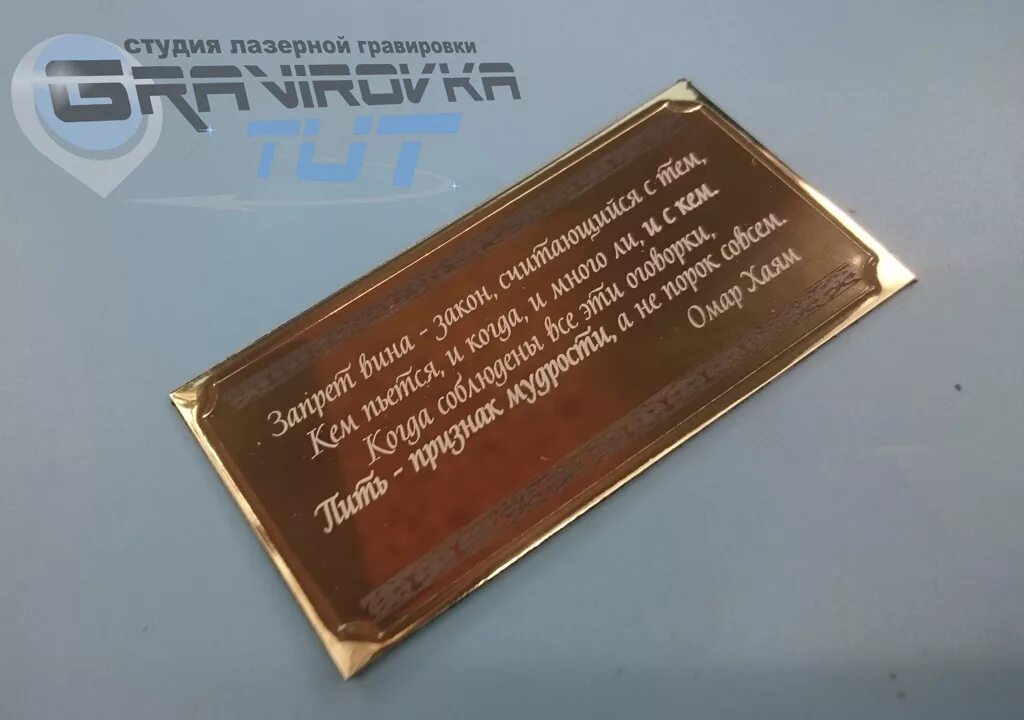 студия лазерной гравировки
GRAVIROVKA
TUT
Запрет вина - закон, считающийся с тем,
Кем пьется, и когда, и много ли, и с кем.
Когда соблюдены все эти оговорки,
Пить - признак мудрости, а не порок совсем.
Омар Хаям